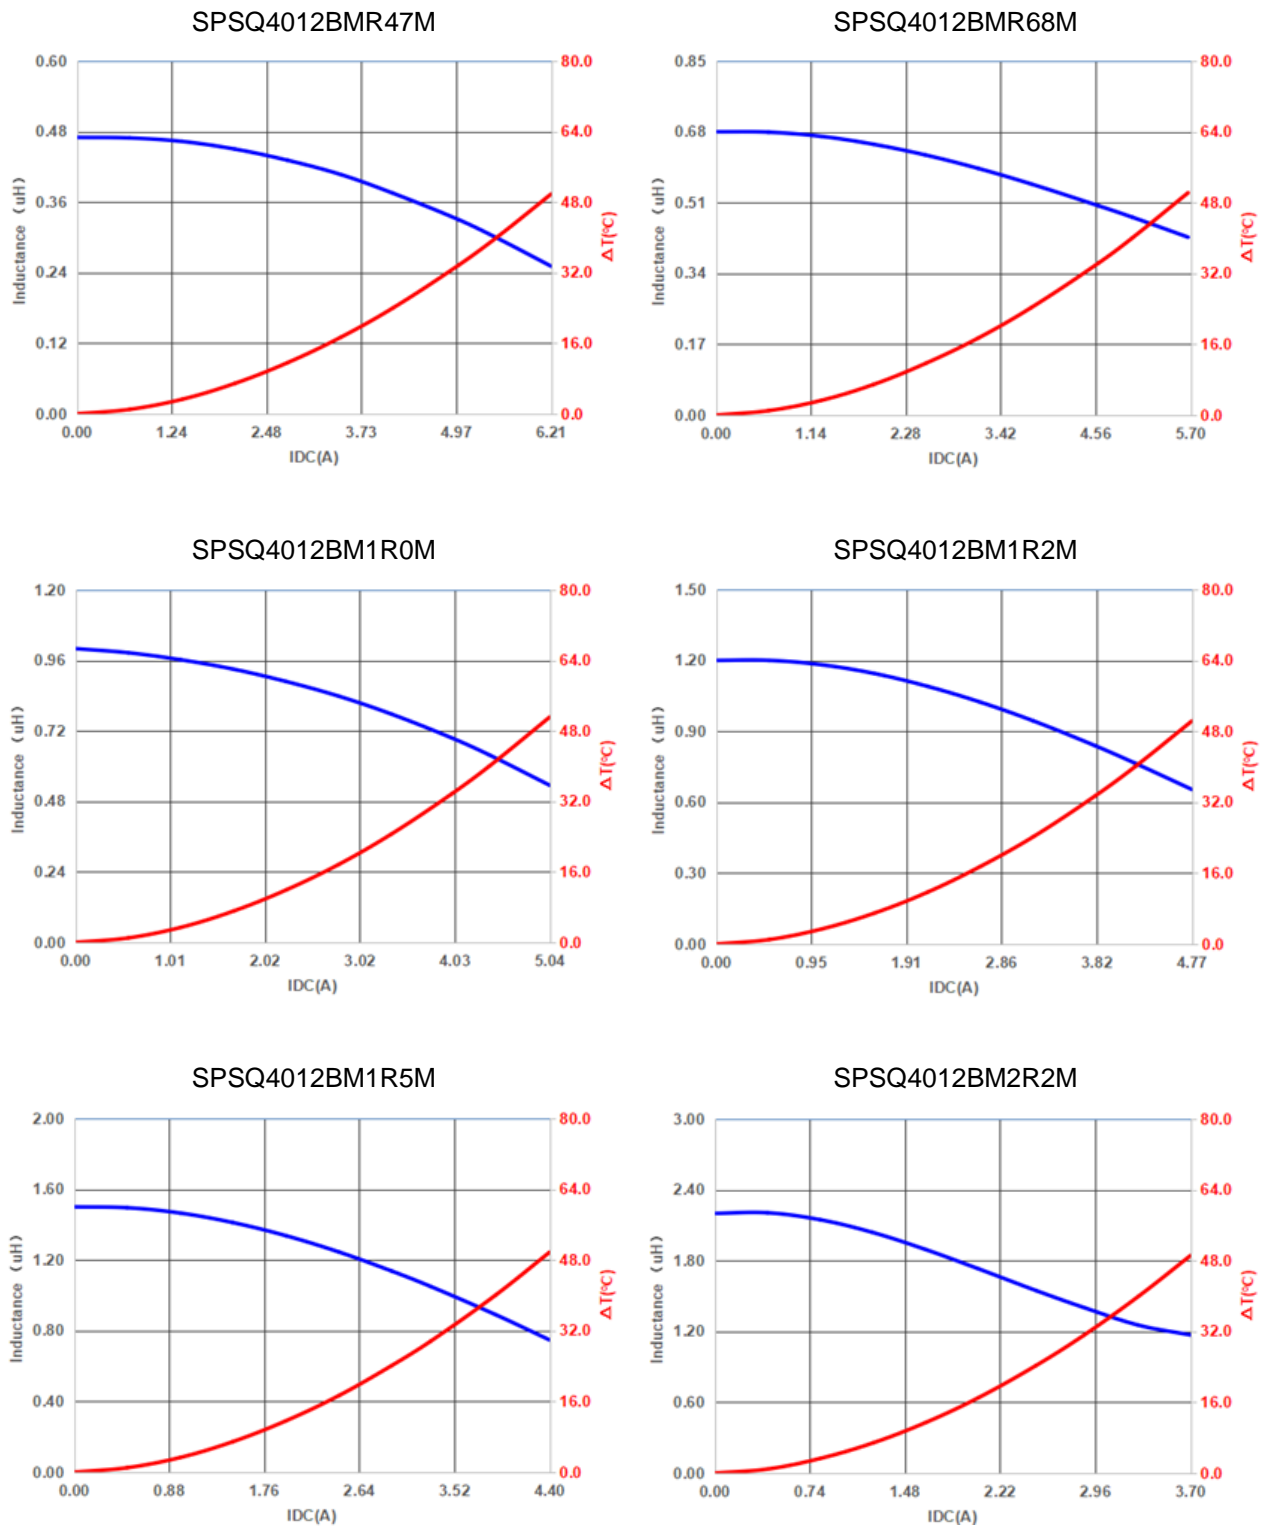 SPSQ4012BMR47M
0.60
0.48
0.36
0.24
0.12
0.00
Inductance (uH)
80.0
64.0
48.0
32.0
16.0
0.0
ΔT(℃)
0.00 1.24 2.48 3.73 4.97 6.21
IDC(A)
SPSQ4012BMR68M
0.85
0.68
0.51
0.34
0.17
0.00
Inductance (uH)
80.0
64.0
48.0
32.0
16.0
0.0
ΔT(℃)
0.00 1.14 2.28 3.42 4.56 5.70
IDC(A)
SPSQ4012BM1R0M
1.20
0.96
0.72
0.48
0.24
0.00
Inductance (uH)
80.0
64.0
48.0
32.0
16.0
0.0
ΔT(℃)
0.00 1.01 2.02 3.02 4.03 5.04
IDC(A)
SPSQ4012BM1R2M
1.50
1.20
0.90
0.60
0.30
0.00
Inductance (uH)
80.0
64.0
48.0
32.0
16.0
0.0
ΔT(℃)
0.00 0.95 1.91 2.86 3.82 4.77
IDC(A)
SPSQ4012BM1R5M
2.00
1.60
1.20
0.80
0.40
0.00
Inductance (uH)
80.0
64.0
48.0
32.0
16.0
0.0
ΔT(℃)
0.00 0.88 1.76 2.64 3.52 4.40
IDC(A)
SPSQ4012BM2R2M
3.00
2.40
1.80
1.20
0.60
0.00
Inductance (uH)
80.0
64.0
48.0
32.0
16.0
0.0
ΔT(℃)
0.00 0.74 1.48 2.22 2.96 3.70
IDC(A)